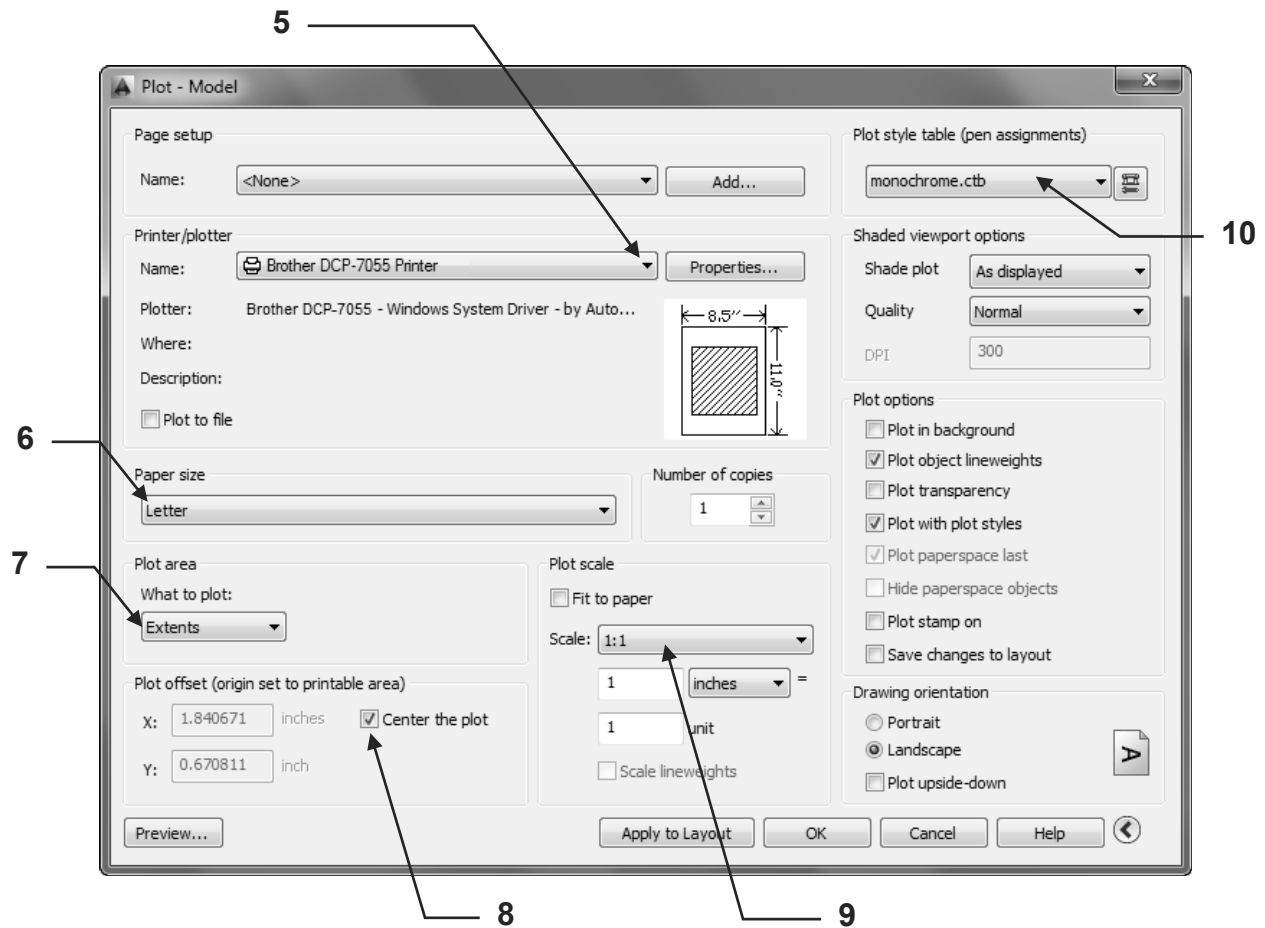 5
Plot - Model
Page setup
Name: <None> Add...
Plot style table (pen assignments)
monochrome.ctb
10
Printer/plotter
Name: Brother DCP-7055 Printer Properties...
Plotter: Brother DCP-7055 - Windows System Driver - by Auto...
Where:
Description:
Plot to file
8.5″
11.0″
Shaded viewport options
Shade plot As displayed
Quality Normal
DPI 300
6
Paper size
Letter
Number of copies
1
Plot options
Plot in background
Plot object lineweights
Plot transparency
Plot with plot styles
Plot paperspace last
Hide paperspace objects
Plot stamp on
Save changes to layout
7
Plot area
What to plot:
Extents
Plot scale
Fit to paper
Scale: 1:1
1 inches =
1 unit
Scale lineweights
Plot offset (origin set to printable area)
X: 1.840671 inches Center the plot
Y: 0.670811 inch
Drawing orientation
Portrait
Landscape
Plot upside-down
A
Preview... Apply to Layout OK Cancel Help
8
9